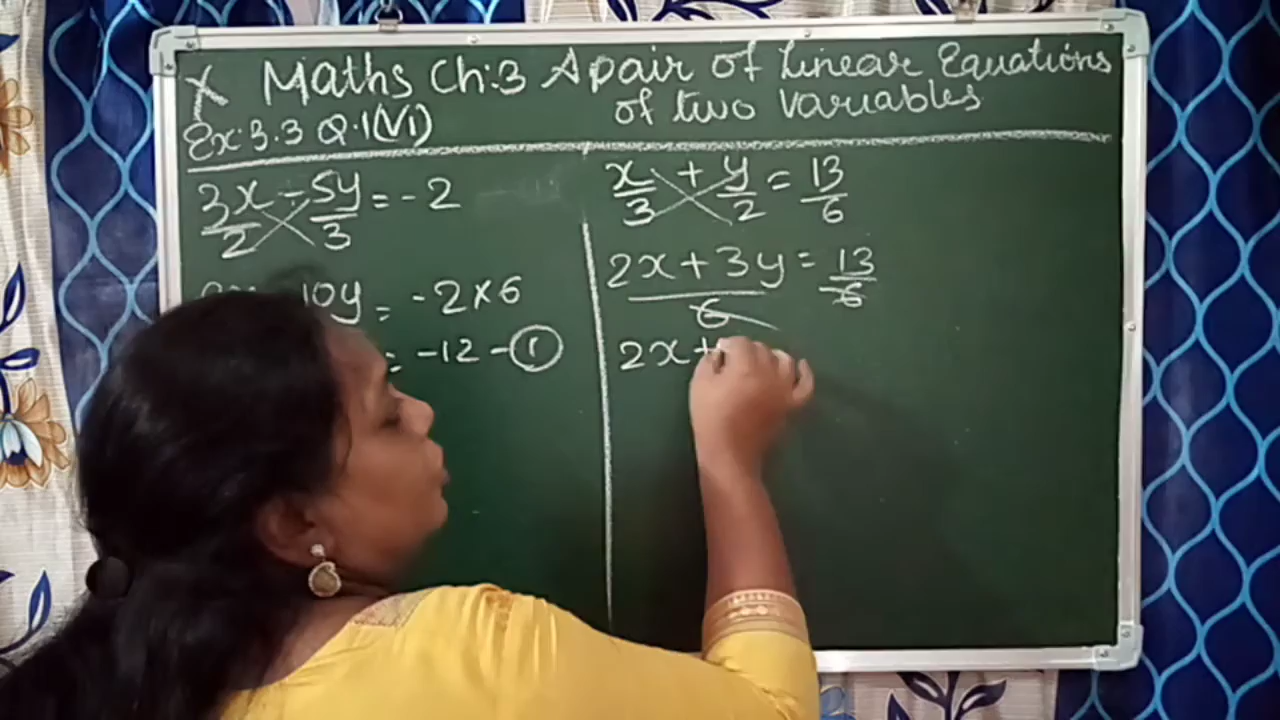 X Maths Ch:3 A pair of Linear Equations
of two variables
Ex:3.3 Q.1(VI)
3x/2 - 5y/3 = -2
10y = -2×6
= -12 - ①
x/3 + y/2 = 13/6
2x + 3y/6 = 13/6
2x+